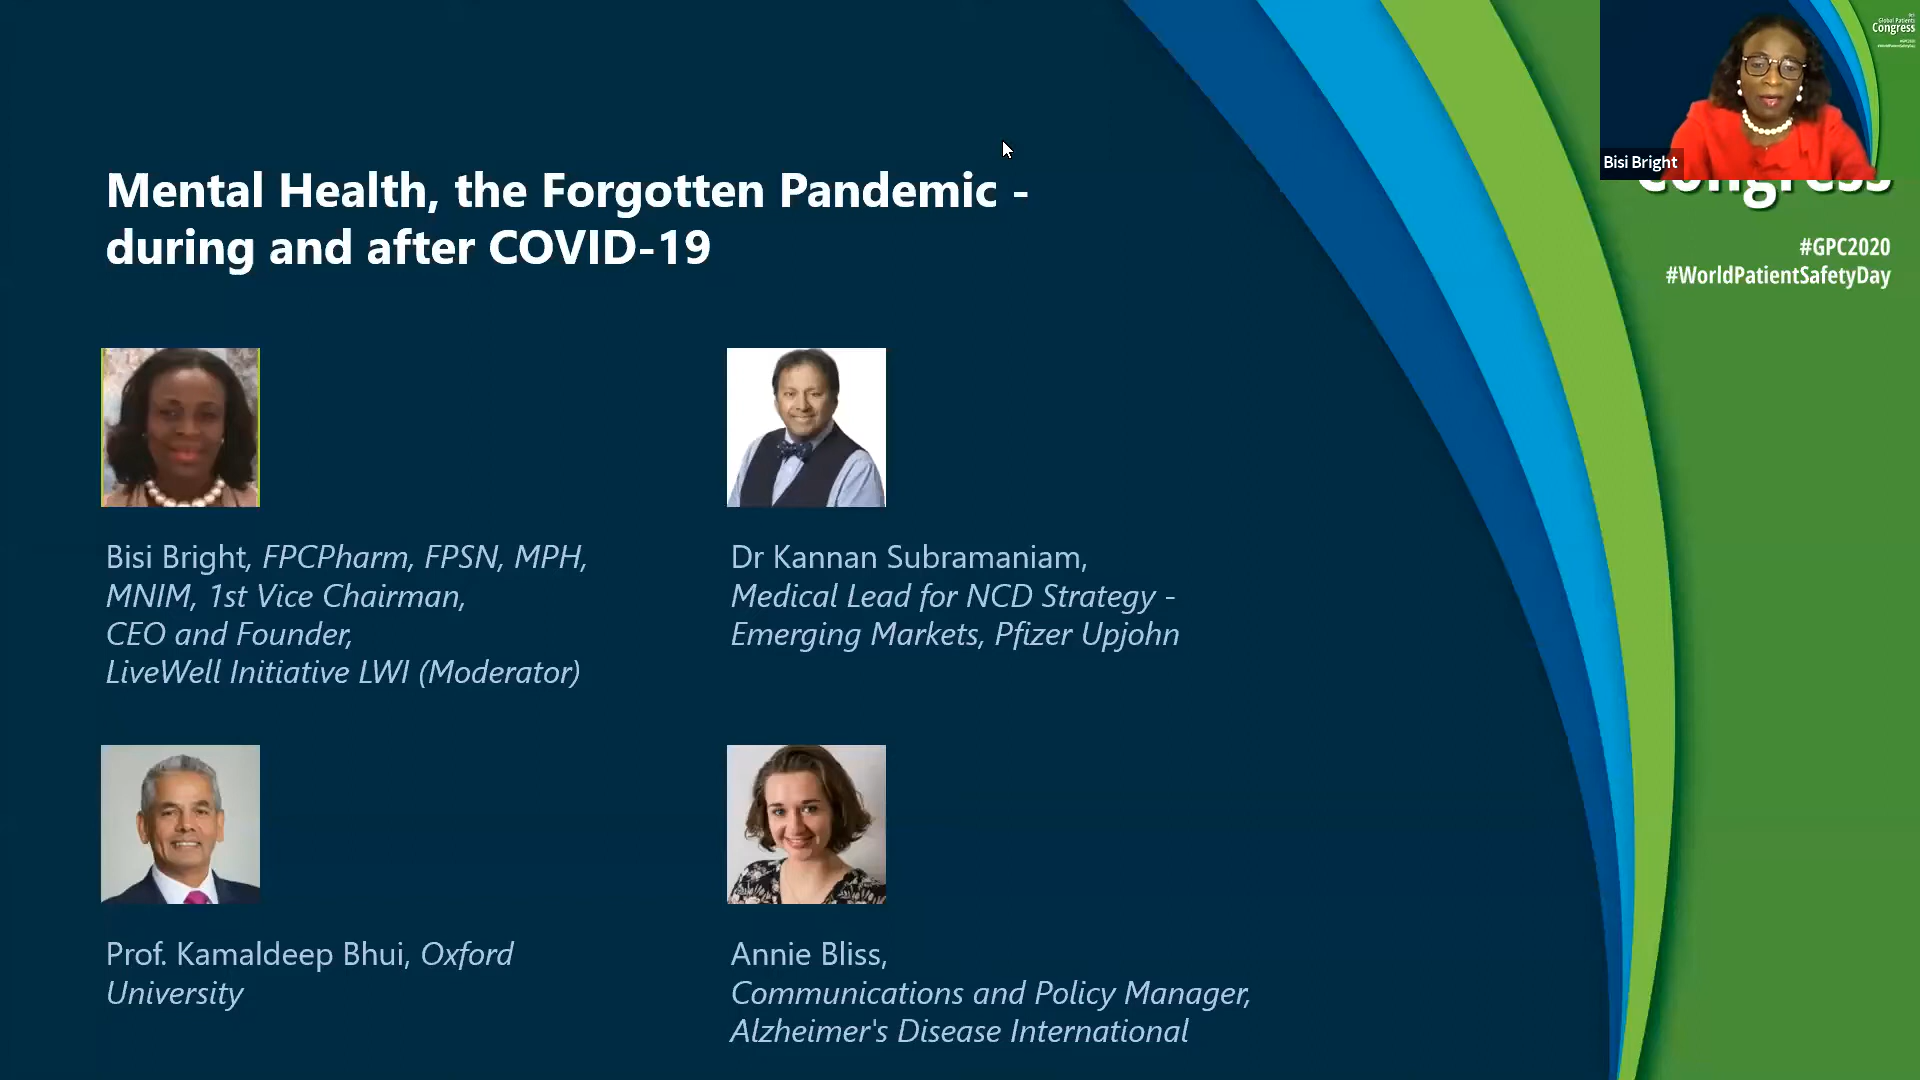 Mental Health, the Forgotten Pandemic -
during and after COVID-19
Bisi Bright, FPCPharm, FPSN, MPH,
MNIM, 1st Vice Chairman,
CEO and Founder,
LiveWell Initiative LWI (Moderator)
Dr Kannan Subramaniam,
Medical Lead for NCD Strategy -
Emerging Markets, Pfizer Upjohn
Prof. Kamaldeep Bhui, Oxford
University
Annie Bliss,
Communications and Policy Manager,
Alzheimer's Disease International
Global Patients
Congress
Bisi Bright
Congress
#GPC2020
#WorldPatientSafetyDay